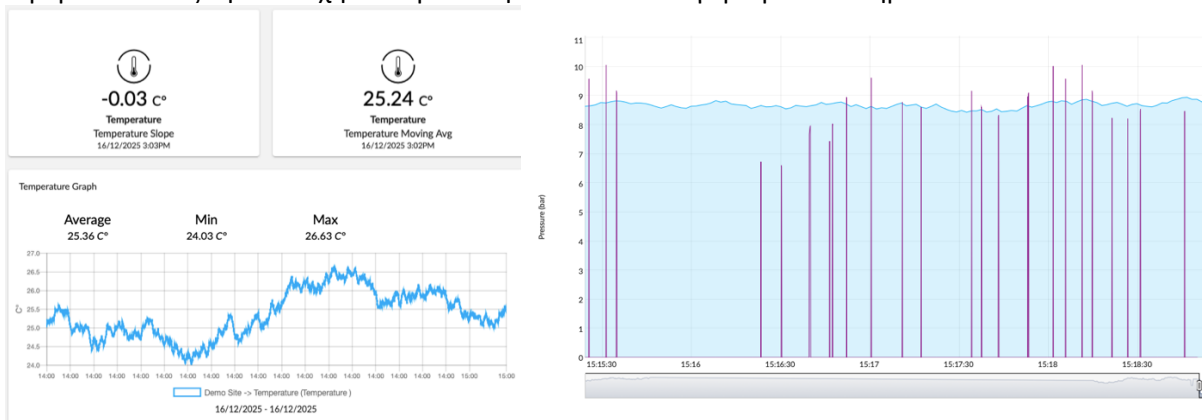 -0.03 C°
Temperature
Temperature Slope
16/12/2025 3:03PM
25.24 C°
Temperature
Temperature Moving Avg
16/12/2025 3:02PM
Temperature Graph
Average
25.36 C°
Min
24.03 C°
Max
26.63 C°
27.0
26.5
26.0
25.5
25.0
24.5
24.0
C°
14:00 14:00 14:00 14:00 14:00 14:00 14:00 14:00 14:00 14:00 14:00 14:00 14:00 14:00 14:00 14:00 14:00 14:00 14:00 15:00
Demo Site -> Temperature (Temperature )
16/12/2025 - 16/12/2025
11
10
9
8
7
6
5
4
3
2
1
0
Pressure (bar)
15:15:30 15:16 15:16:30 15:17 15:17:30 15:18 15:18:30